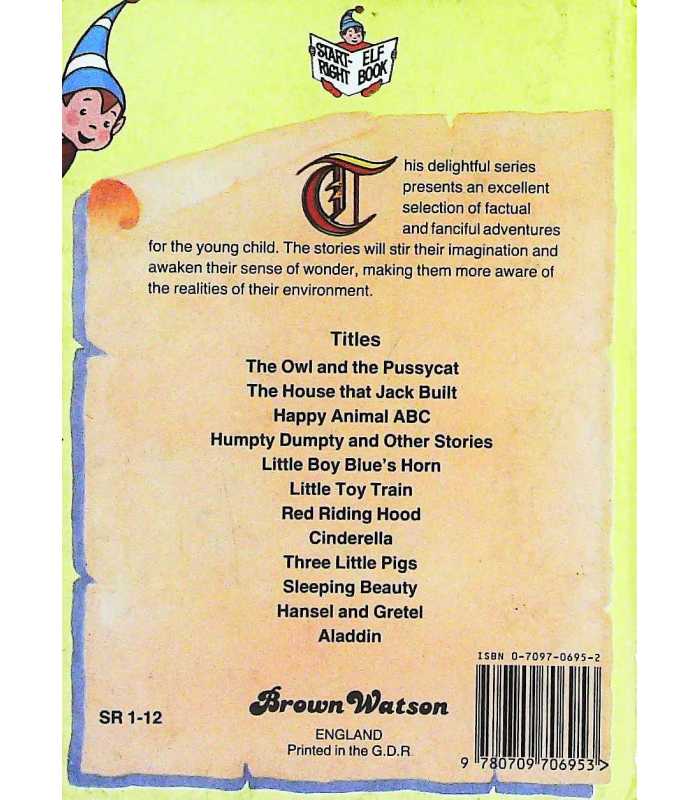 START- ELF
RIGHT BOOK
This delightful series
presents an excellent
selection of factual
and fanciful adventures
for the young child. The stories will stir their imagination and
awaken their sense of wonder, making them more aware of
the realities of their environment.
Titles
The Owl and the Pussycat
The House that Jack Built
Happy Animal ABC
Humpty Dumpty and Other Stories
Little Boy Blue's Horn
Little Toy Train
Red Riding Hood
Cinderella
Three Little Pigs
Sleeping Beauty
Hansel and Gretel
Aladdin
ISBN 0-7097-0695-2
Brown Watson
SR 1-12
ENGLAND
Printed in the G.D.R.
9 780709 706953 >